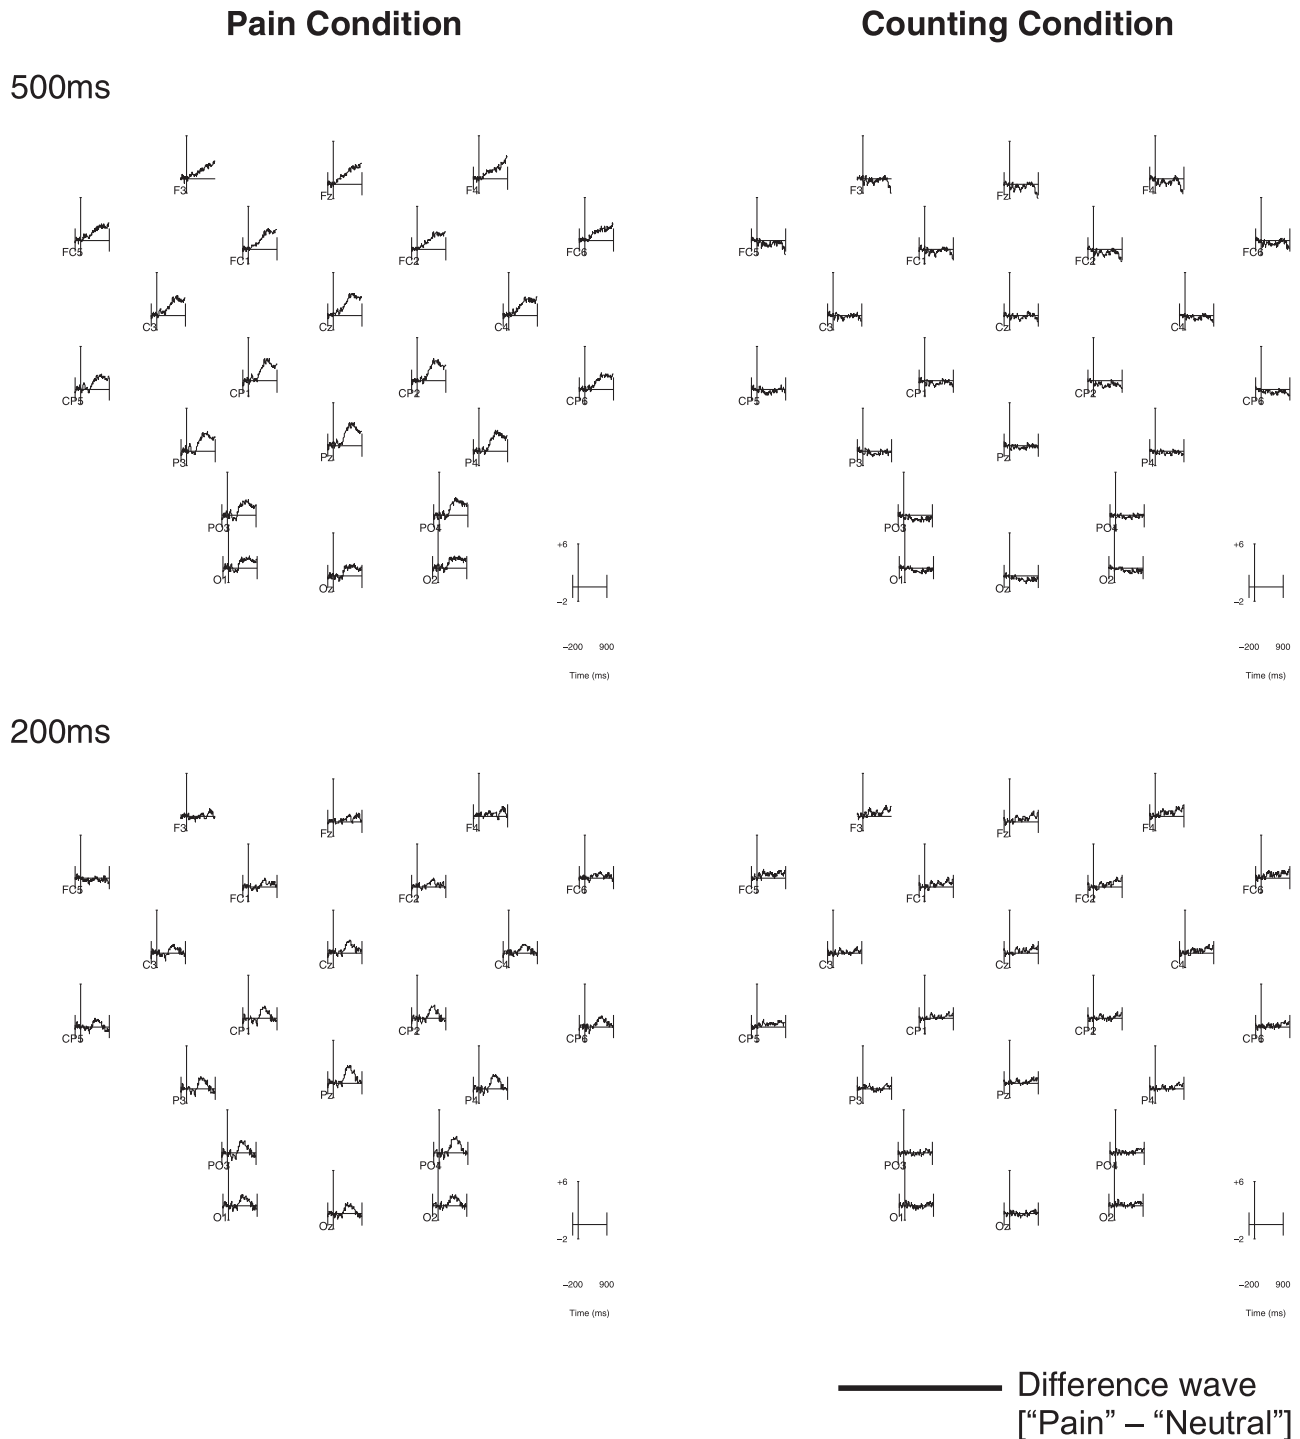 Pain Condition
Counting Condition
500ms
F3
Fz
F4
FC5
FC1
FC2
FC6
C3
Cz
C4
CP5
CP1
CP2
CP6
P3
Pz
P4
PO3
PO4
O1
Oz
O2
+6
–2
–200 900
Time (ms)
F3
Fz
F4
FC5
FC1
FC2
FC6
C3
Cz
C4
CP5
CP1
CP2
CP6
P3
Pz
P4
PO3
PO4
O1
Oz
O2
+6
–2
–200 900
Time (ms)
200ms
F3
Fz
F4
FC5
FC1
FC2
FC6
C3
Cz
C4
CP5
CP1
CP2
CP6
P3
Pz
P4
PO3
PO4
O1
Oz
O2
+6
–2
–200 900
Time (ms)
F3
Fz
F4
FC5
FC1
FC2
FC6
C3
Cz
C4
CP5
CP1
CP2
CP6
P3
Pz
P4
PO3
PO4
O1
Oz
O2
+6
–2
–200 900
Time (ms)
Difference wave
[“Pain” – “Neutral”]